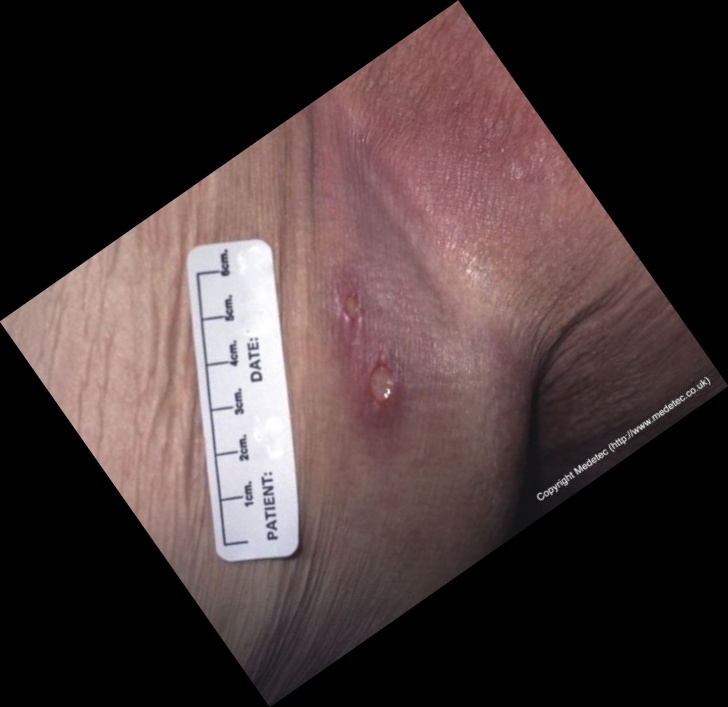 6cm.
5cm.
4cm.
3cm.
2cm.
1cm.
PATIENT: DATE:
Copyright Medetec (http://www.medetec.co.uk)